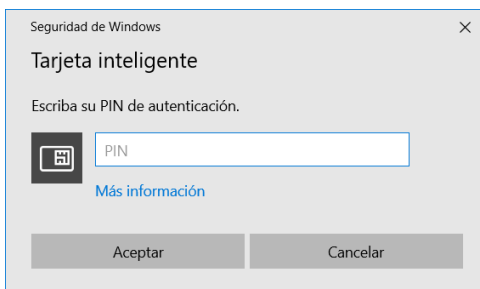 Seguridad de Windows
Tarjeta inteligente
Escriba su PIN de autenticación.
PIN
Más información
Aceptar
Cancelar